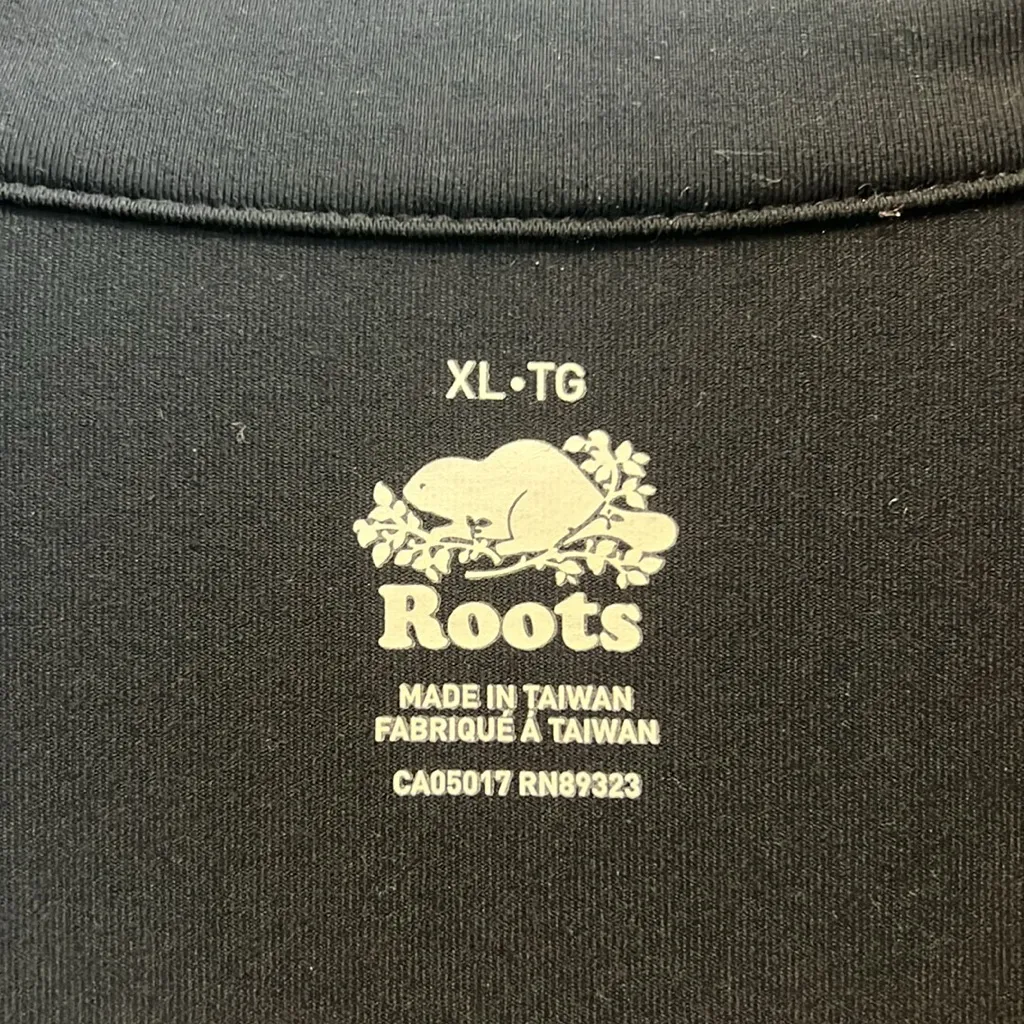 XL•TG
Roots
MADE IN TAIWAN
FABRIQUÉ À TAIWAN
CA05017 RN89323